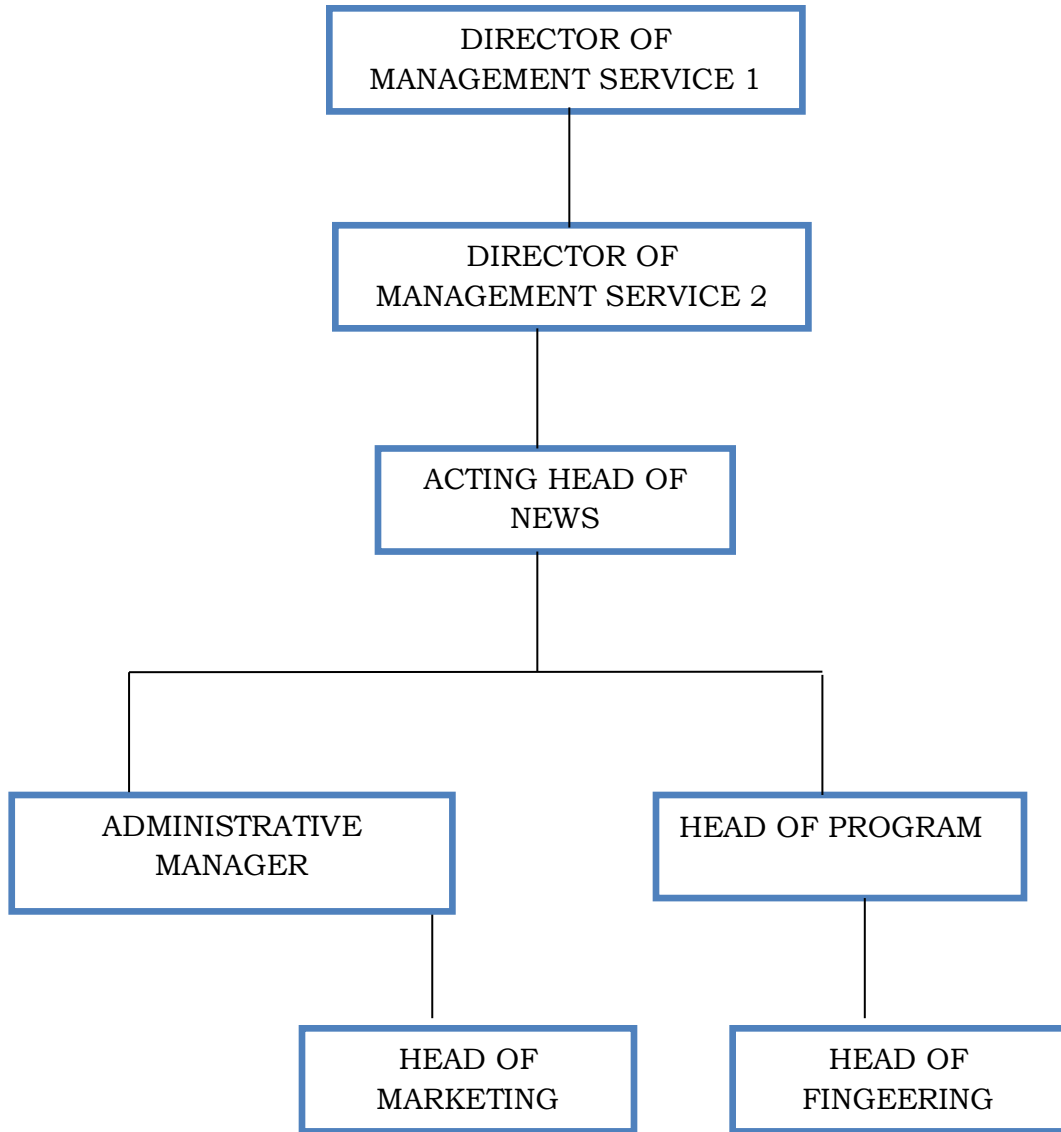 DIRECTOR OF
MANAGEMENT SERVICE 1
DIRECTOR OF
MANAGEMENT SERVICE 2
ACTING HEAD OF
NEWS
ADMINISTRATIVE
MANAGER
HEAD OF PROGRAM
HEAD OF
MARKETING
HEAD OF
FINGEERING